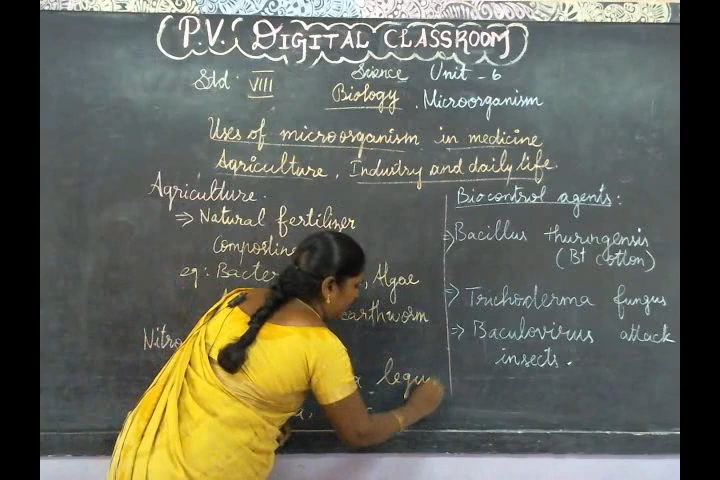 P.V. DIGITAL CLASSROOM
Std: VIII
Science Unit - 6
Biology Microorganism
Uses of microorganism in medicine
Agriculture, Industry and daily life
Agriculture.
⇒ Natural fertiliser
eg: Algae
earthworm
Biocontrol agents:
⇒ Bacillus thuringensis
(Bt cotton)
⇒ Trichoderma fungus
⇒ Baculovirus attack
insects.